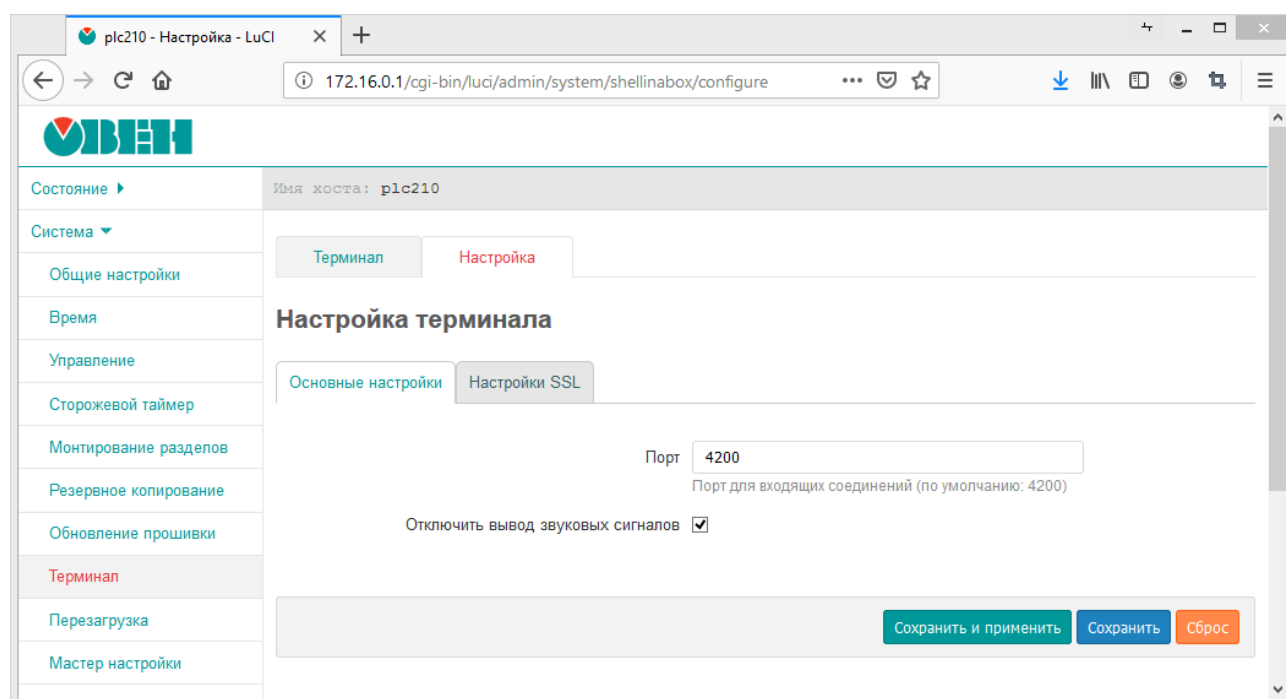 plc210 - Настройка - LuCI
172.16.0.1/cgi-bin/luci/admin/system/shellinabox/configure
ОВЕН
Состояние
Имя хоста: plc210
Система
Терминал Настройка
Общие настройки
Время
Настройка терминала
Управление
Основные настройки Настройки SSL
Сторожевой таймер
Монтирование разделов
Порт 4200
Порт для входящих соединений (по умолчанию: 4200)
Резервное копирование
Отключить вывод звуковых сигналов
Обновление прошивки
Терминал
Перезагрузка
Сохранить и применить Сохранить Сброс
Мастер настройки